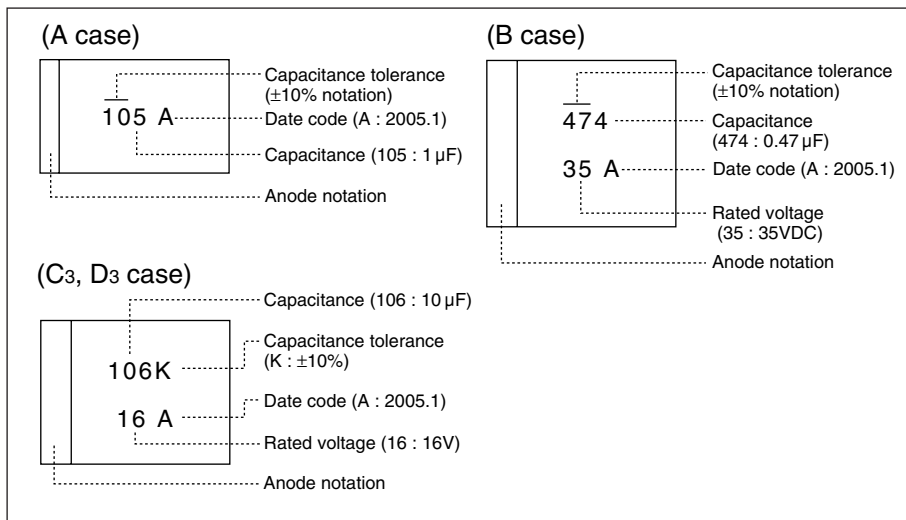 (A case)
105 A
Capacitance tolerance
(±10% notation)
Date code (A : 2005.1)
Capacitance (105 : 1 µF)
Anode notation
(B case)
474
35 A
Capacitance tolerance
(±10% notation)
Capacitance
(474 : 0.47 µF)
Date code (A : 2005.1)
Rated voltage
(35 : 35VDC)
Anode notation
(C3, D3 case)
106K
16 A
Capacitance (106 : 10 µF)
Capacitance tolerance
(K : ±10%)
Date code (A : 2005.1)
Rated voltage (16 : 16V)
Anode notation